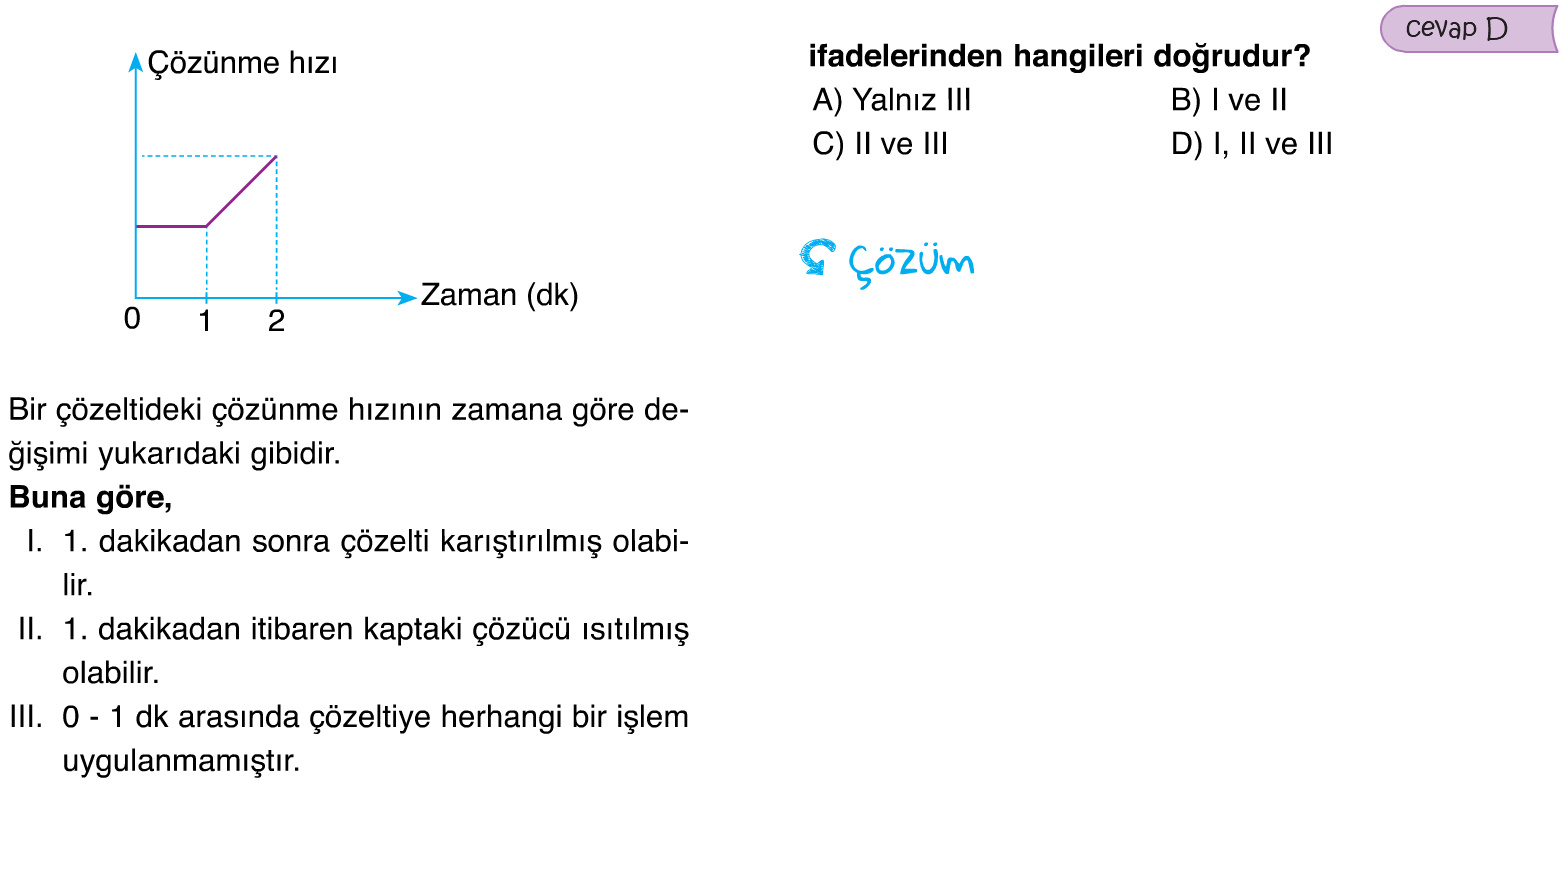 Çözünme hızı
Zaman (dk)
0
1
2
Bir çözeltideki çözünme hızının zamana göre de-
ğişimi yukarıdaki gibidir.
Buna göre,
I. 1. dakikadan sonra çözelti karıştırılmış olabi-
lir.
II. 1. dakikadan itibaren kaptaki çözücü ısıtılmış
olabilir.
III. 0 - 1 dk arasında çözeltiye herhangi bir işlem
uygulanmamıştır.
cevap D
ifadelerinden hangileri doğrudur?
A) Yalnız III B) I ve II
C) II ve III D) I, II ve III
Çözüm